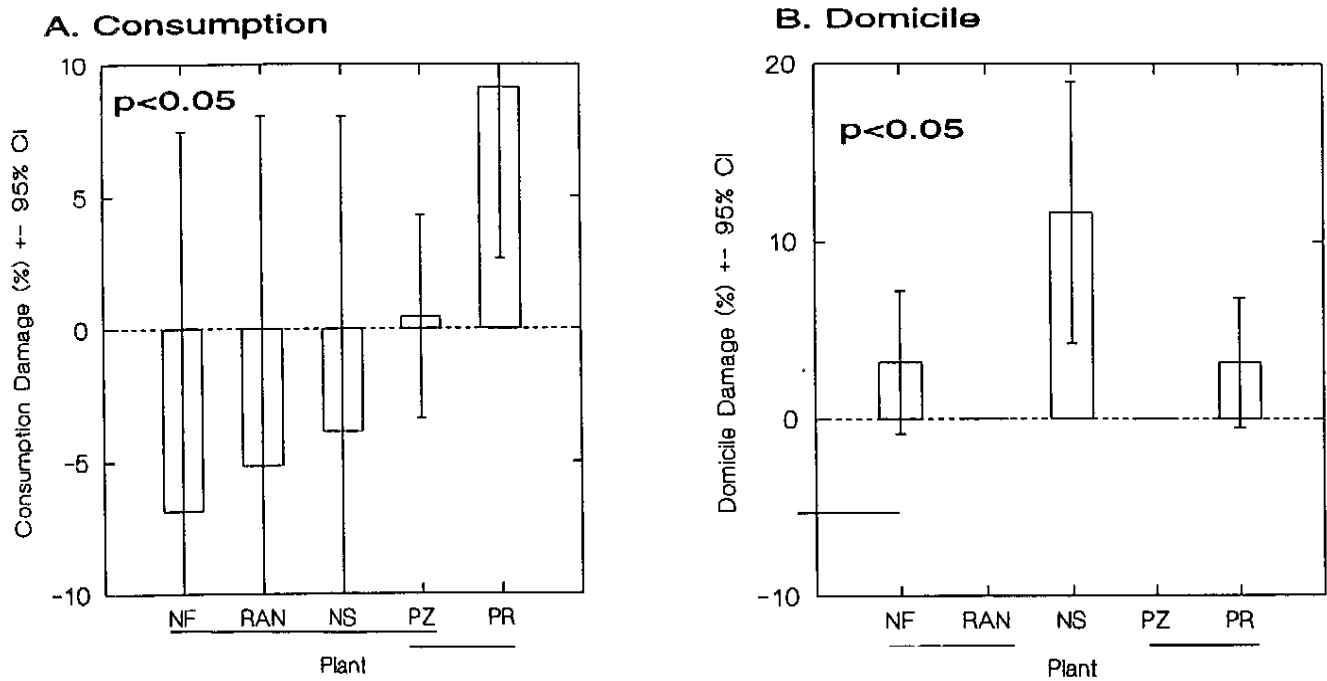 A. Consumption
p<0.05
Consumption Damage (%) +- 95% CI
10
5
0
-5
-10
NF RAN NS PZ PR
Plant
B. Domicile
p<0.05
Domicile Damage (%) +- 95% CI
20
10
0
-10
NF RAN NS PZ PR
Plant